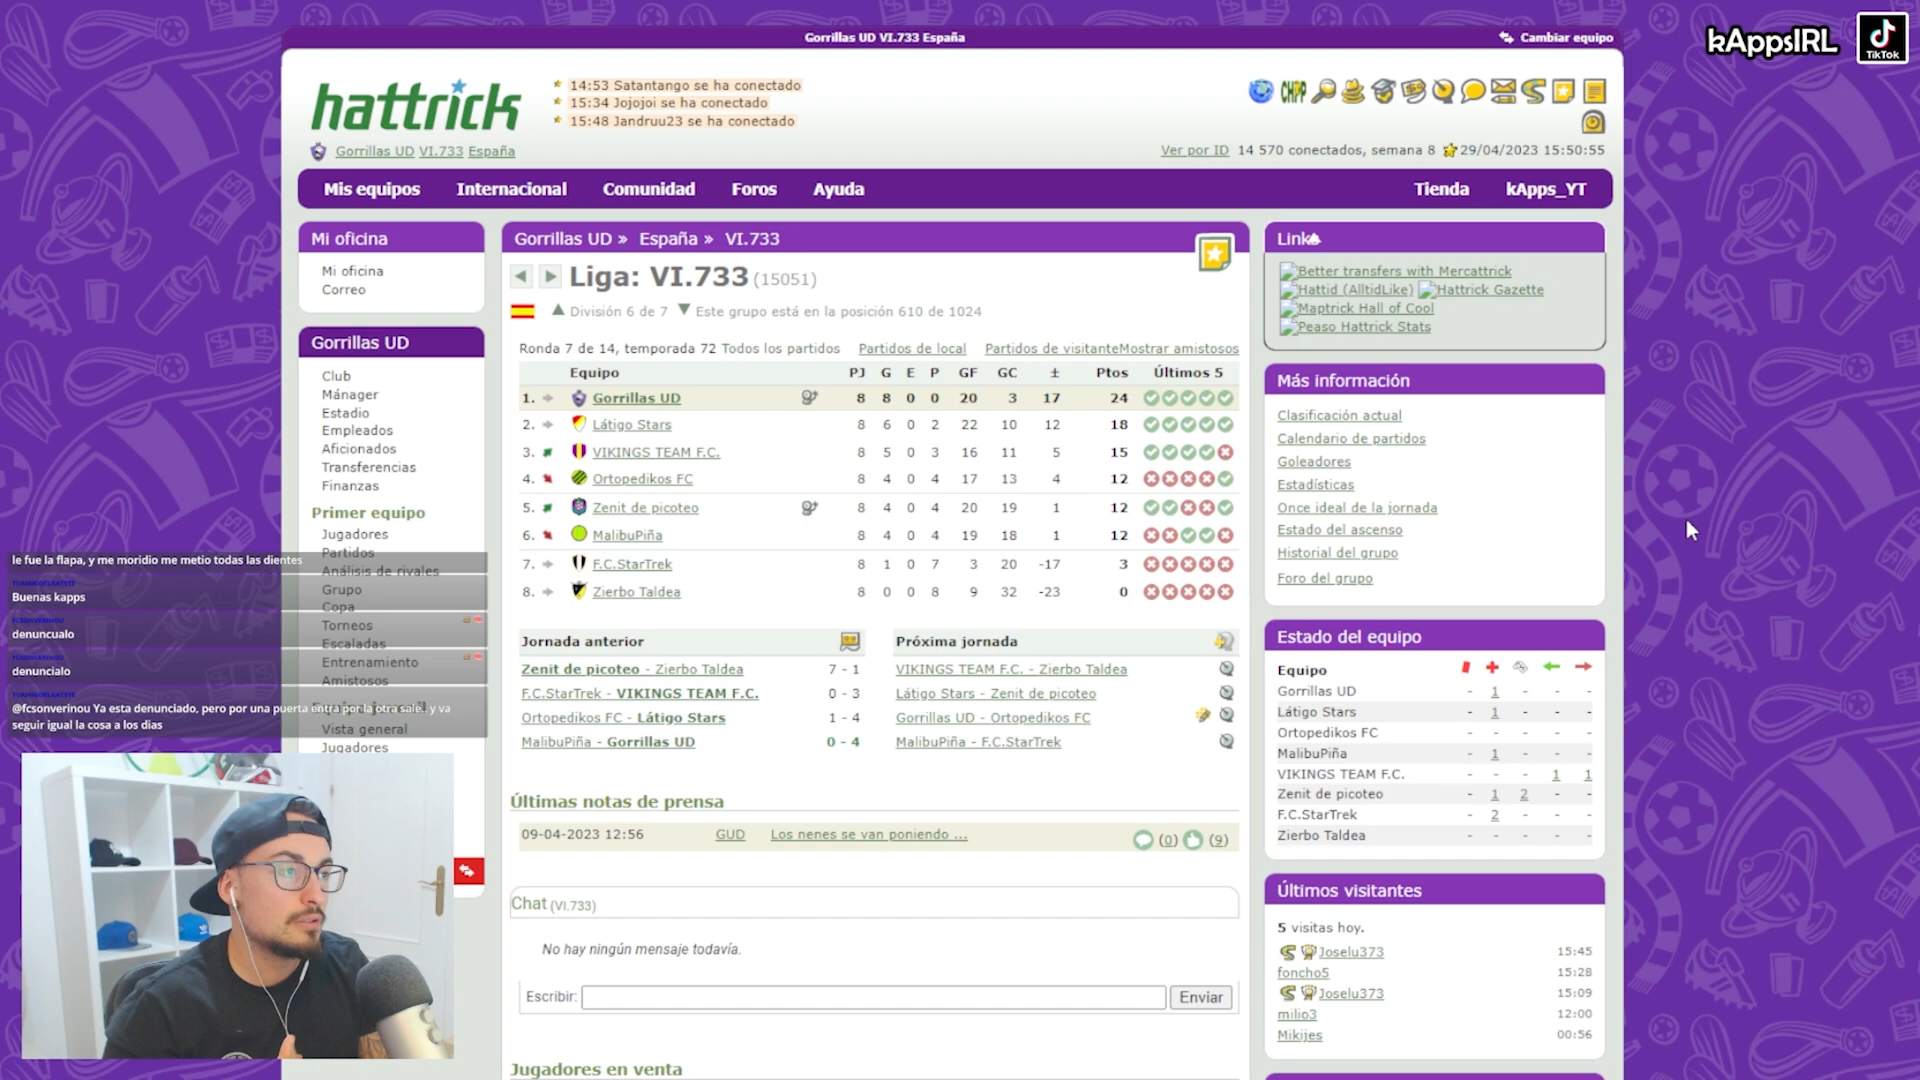 Gorrillas UD VI.733 España
Cambiar equipo
kAppsIRL
TikTok
hattrick
14:53 Satantango se ha conectado
15:34 Jojojoi se ha conectado
15:48 Jandruu23 se ha conectado
CHPP
Gorrillas UD VI.733 España
Ver por ID 14 570 conectados, semana 8 29/04/2023 15:50:55
Mis equipos Internacional Comunidad Foros Ayuda Tienda kApps_YT
Mi oficina
Mi oficina
Correo
Gorrillas UD
Club
Mánager
Estadio
Empleados
Aficionados
Transferencias
Finanzas
Primer equipo
Jugadores
Partidos
Análisis de rivales
Grupo
Copa
Torneos
Escaladas
Entrenamiento
Amistosos
Vista general
Jugadores
le fue la flapa, y me moridio me metio todas las dientes
Buenas kapps
FCSONVERINOU
denuncualo
FCSONVERINOU
denuncialo
@fcsonverinou Ya esta denunciado, pero por una puerta entra por la otra sale.. y va
seguir igual la cosa a los dias
Gorrillas UD » España » VI.733
Liga: VI.733 (15051)
División 6 de 7 Este grupo está en la posición 610 de 1024
Ronda 7 de 14, temporada 72 Todos los partidos Partidos de local Partidos de visitante Mostrar amistosos
Equipo PJ G E P GF GC ± Ptos Últimos 5
1. Gorrillas UD 8 8 0 0 20 3 17 24
2. Látigo Stars 8 6 0 2 22 10 12 18
3. VIKINGS TEAM F.C. 8 5 0 3 16 11 5 15
4. Ortopedikos FC 8 4 0 4 17 13 4 12
5. Zenit de picoteo 8 4 0 4 20 19 1 12
6. MalibuPiña 8 4 0 4 19 18 1 12
7. F.C.StarTrek 8 1 0 7 3 20 -17 3
8. Zierbo Taldea 8 0 0 8 9 32 -23 0
Jornada anterior
Zenit de picoteo - Zierbo Taldea 7 - 1
F.C.StarTrek - VIKINGS TEAM F.C. 0 - 3
Ortopedikos FC - Látigo Stars 1 - 4
MalibuPiña - Gorrillas UD 0 - 4
Próxima jornada
VIKINGS TEAM F.C. - Zierbo Taldea
Látigo Stars - Zenit de picoteo
Gorrillas UD - Ortopedikos FC
MalibuPiña - F.C.StarTrek
Últimas notas de prensa
09-04-2023 12:56 GUD Los nenes se van poniendo ... (0) (9)
Chat (VI.733)
No hay ningún mensaje todavía.
Escribir: Enviar
Jugadores en venta
Links
Better transfers with Mercattrick
Hattid (AlltidLike) Hattrick Gazette
Maptrick Hall of Cool
Peaso Hattrick Stats
Más información
Clasificación actual
Calendario de partidos
Goleadores
Estadísticas
Once ideal de la jornada
Estado del ascenso
Historial del grupo
Foro del grupo
Estado del equipo
Equipo
Gorrillas UD - 1 - - -
Látigo Stars - 1 - - -
Ortopedikos FC - - - - -
MalibuPiña - 1 - - -
VIKINGS TEAM F.C. - - - 1 1
Zenit de picoteo - 1 2 - -
F.C.StarTrek - 2 - - -
Zierbo Taldea - - - - -
Últimos visitantes
5 visitas hoy.
Joselu373 15:45
foncho5 15:28
Joselu373 15:09
milio3 12:00
Mikijes 00:56